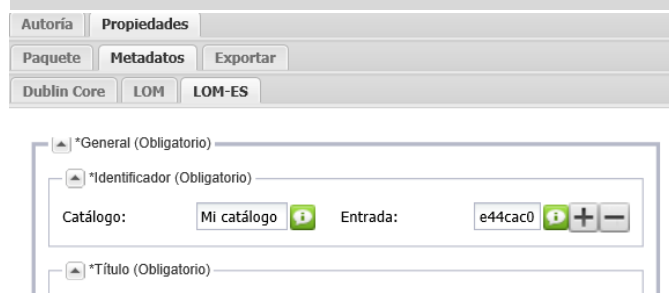 Autoría Propiedades
Paquete Metadatos Exportar
Dublin Core LOM LOM-ES
*General (Obligatorio)
*Identificador (Obligatorio)
Catálogo: Mi catálogo Entrada: e44cac0
*Título (Obligatorio)